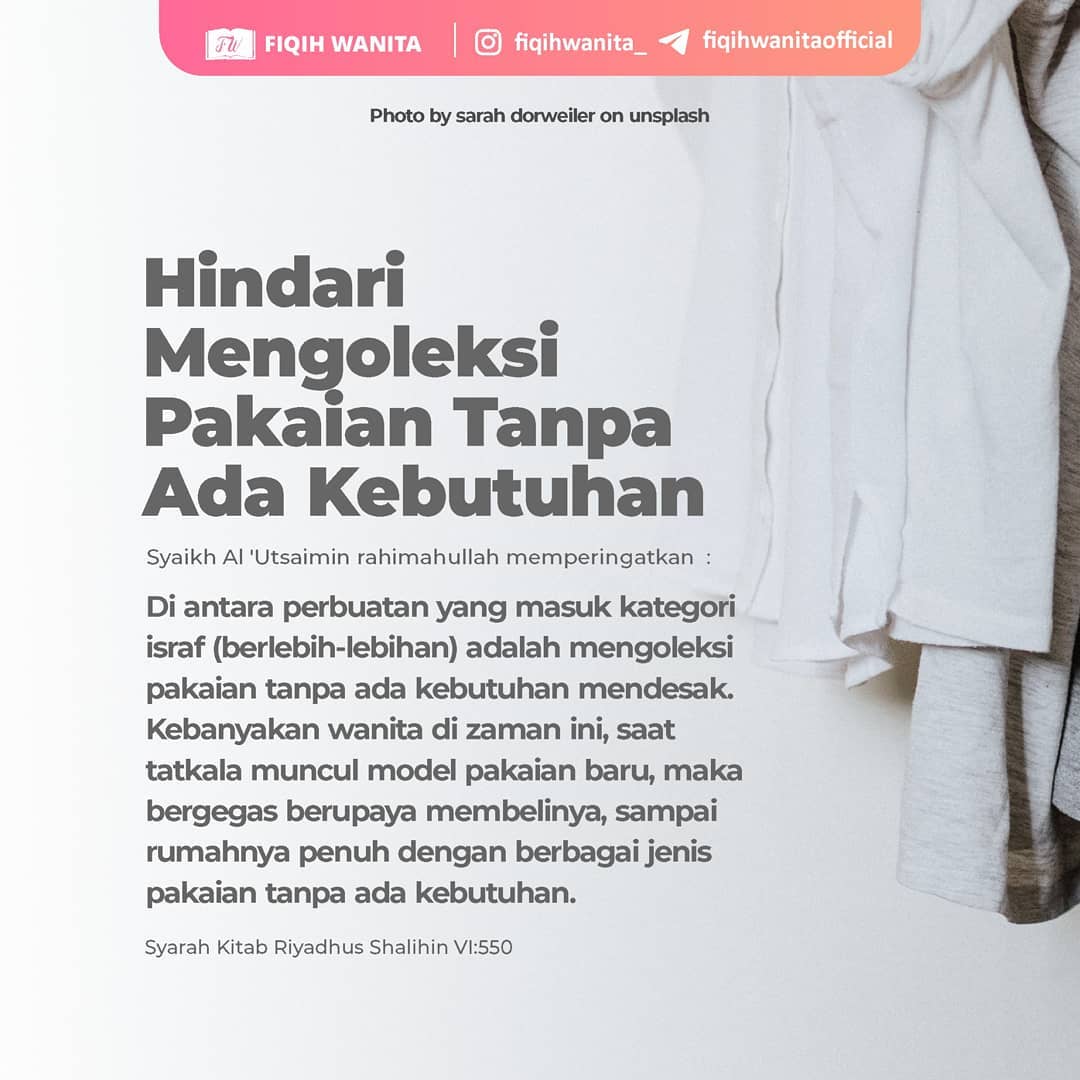 FW FIQIH WANITA fiqihwanita_ fiqihwanitaofficial
Photo by sarah dorweiler on unsplash
Hindari
Mengoleksi
Pakaian Tanpa
Ada Kebutuhan
Syaikh Al 'Utsaimin rahimahullah memperingatkan :
Di antara perbuatan yang masuk kategori
israf (berlebih-lebihan) adalah mengoleksi
pakaian tanpa ada kebutuhan mendesak.
Kebanyakan wanita di zaman ini, saat
tatkala muncul model pakaian baru, maka
bergegas berupaya membelinya, sampai
rumahnya penuh dengan berbagai jenis
pakaian tanpa ada kebutuhan.
Syarah Kitab Riyadhus Shalihin VI:550